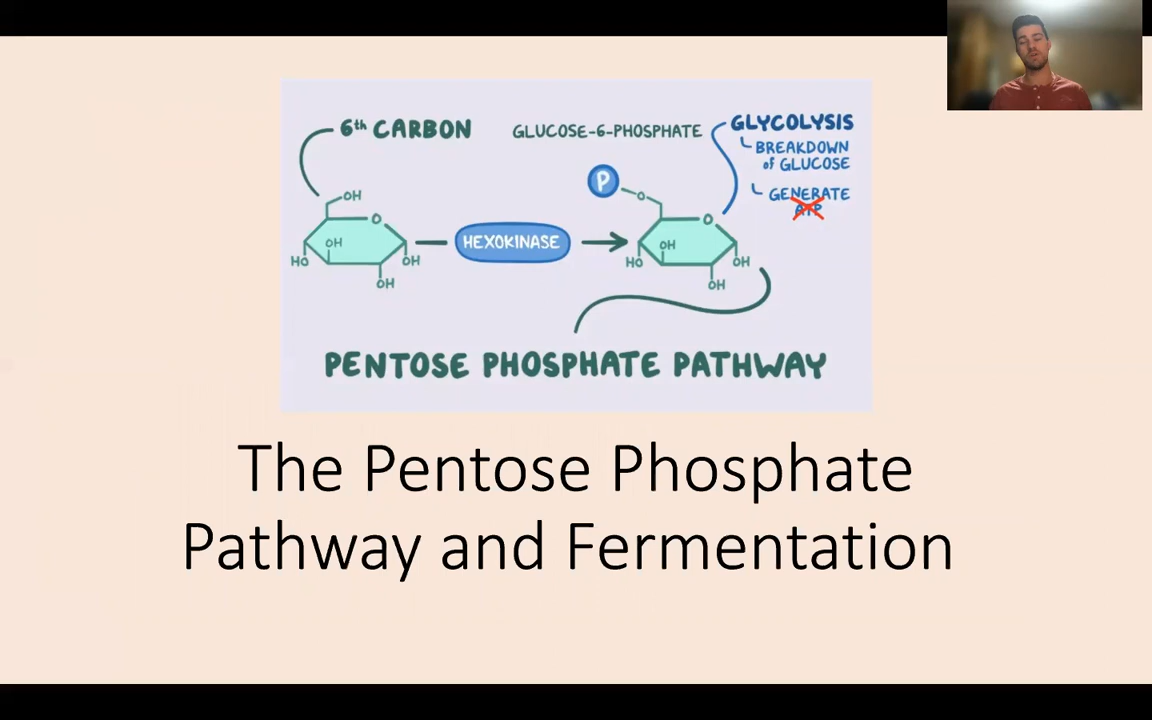 6th CARBON
GLUCOSE-6-PHOSPHATE
GLYCOLYSIS
BREAKDOWN
of GLUCOSE
GENERATE
ATP
P
OH
O
OH
HO
OH
OH
HEXOKINASE
O
O
OH
HO
OH
OH
PENTOSE PHOSPHATE PATHWAY
The Pentose Phosphate
Pathway and Fermentation